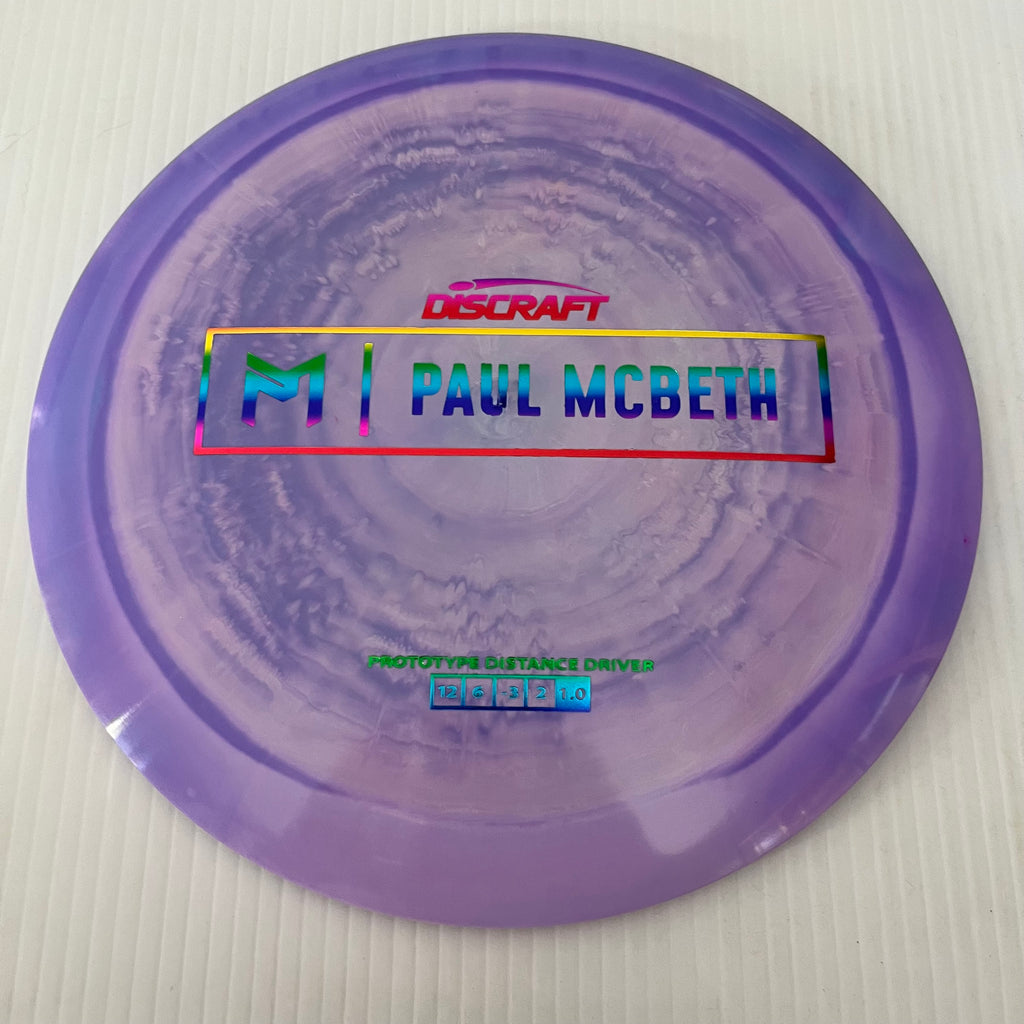 DISCRAFT
M | PAUL MCBETH
PROTOTYPE DISTANCE DRIVER
12 6 -3 2 1.0